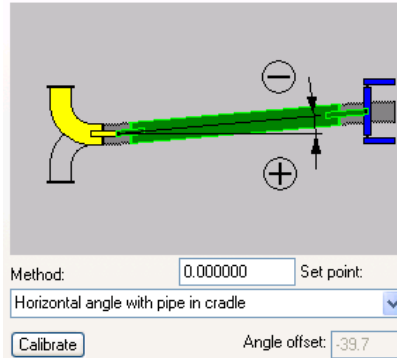 −
+
Method: 0.000000 Set point:
Horizontal angle with pipe in cradle
Calibrate Angle offset: -39.7